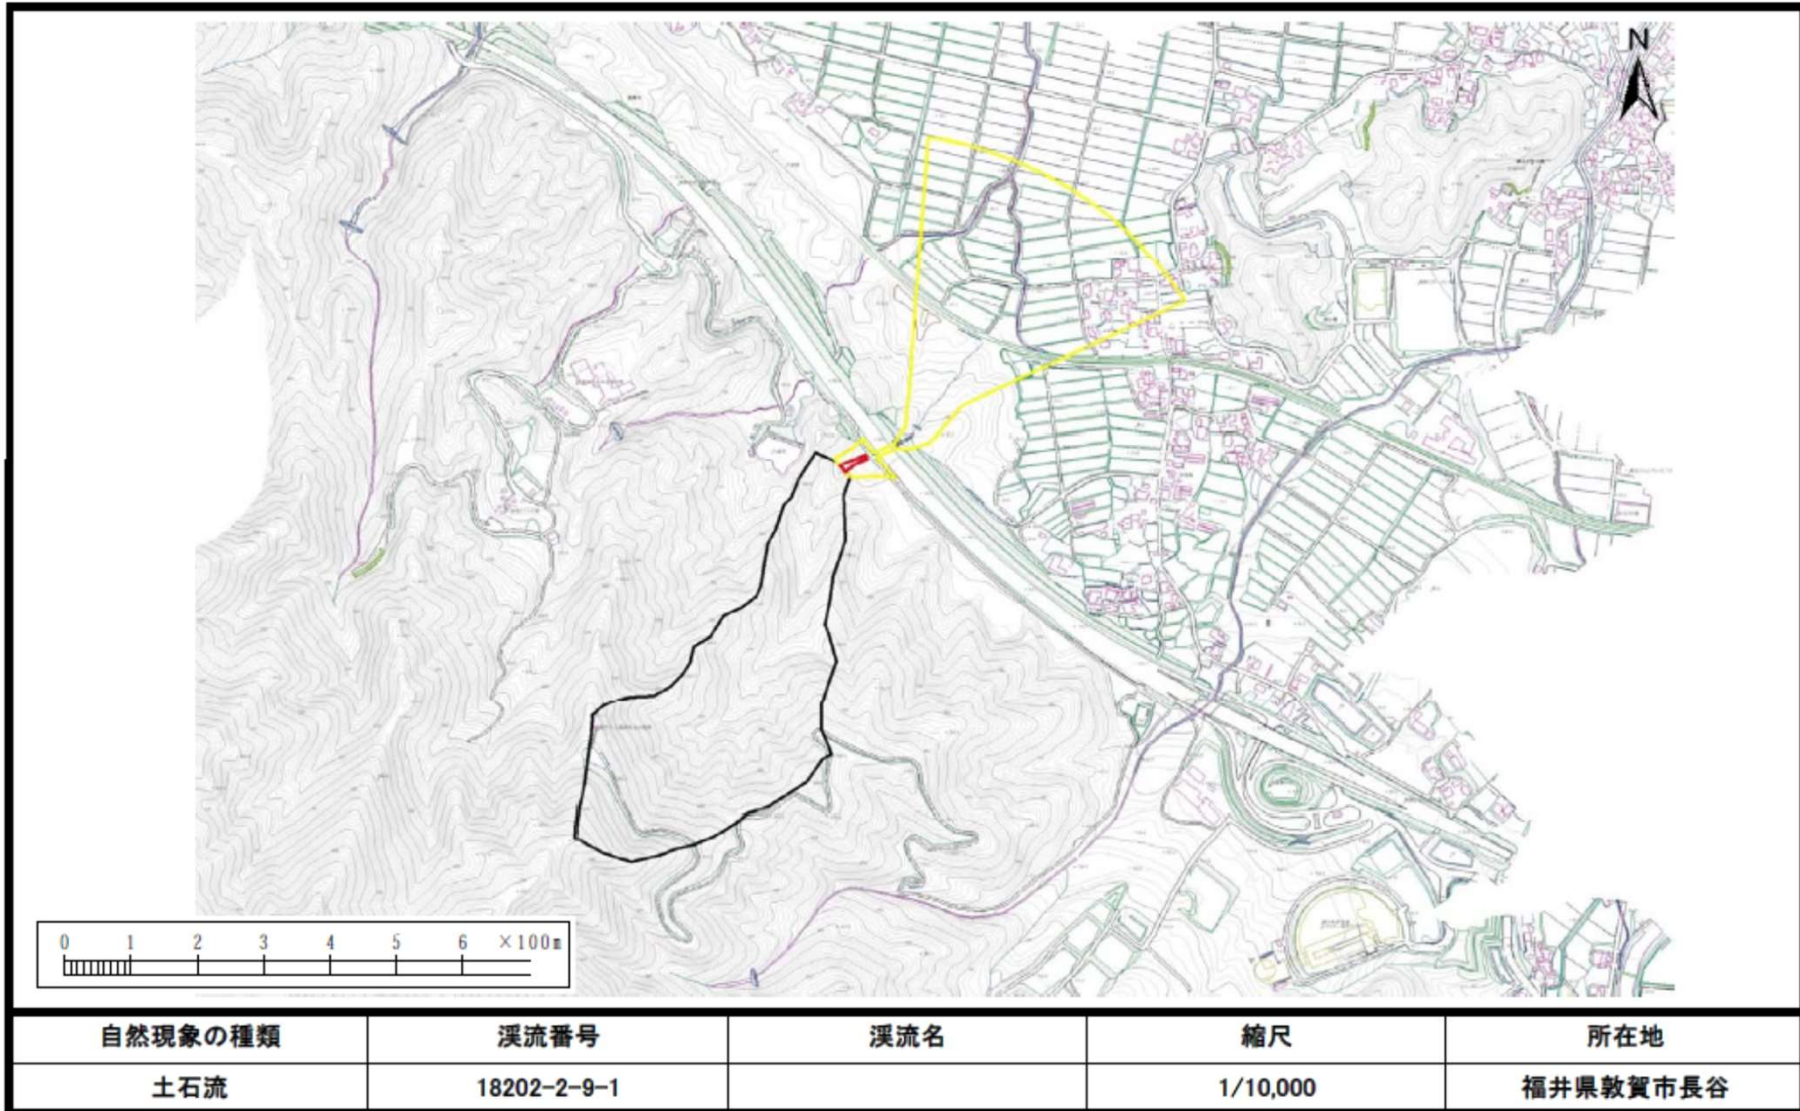 N
0 1 2 3 4 5 6 ×100m
自然現象の種類 渓流番号 渓流名 縮尺 所在地
土石流 18202-2-9-1 1/10,000 福井県敦賀市長谷